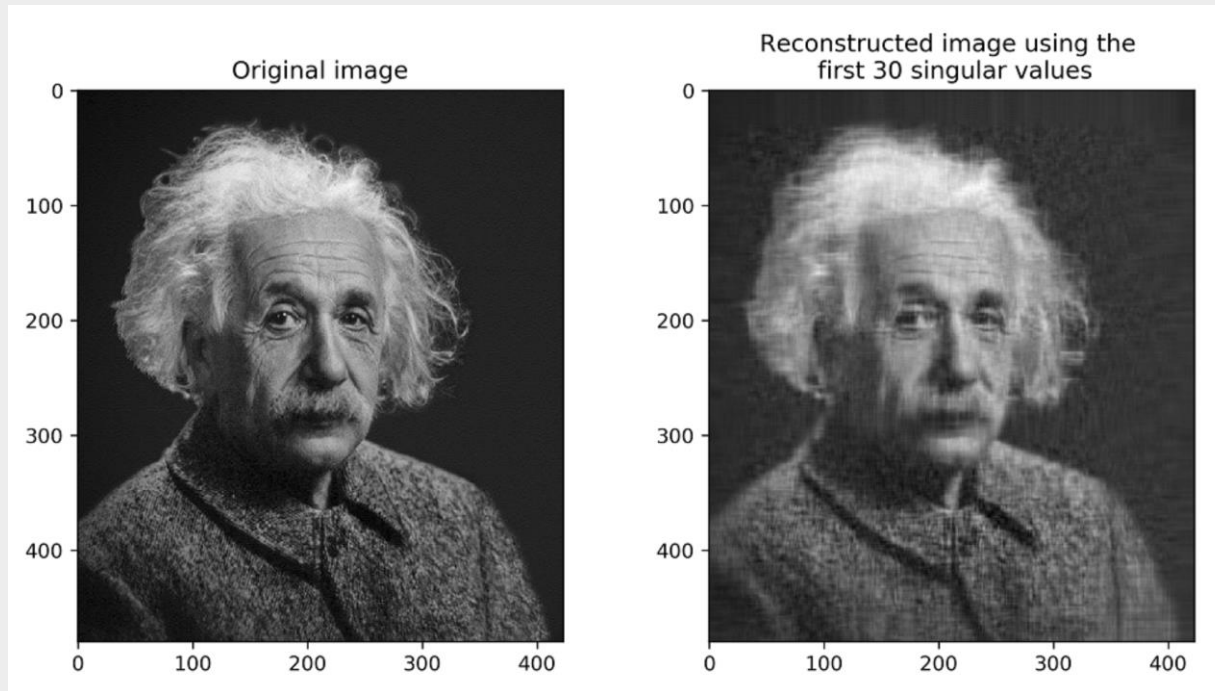 Original image
Reconstructed image using the
first 30 singular values
0
100
200
300
400
0 100 200 300 400
0
100
200
300
400
0 100 200 300 400